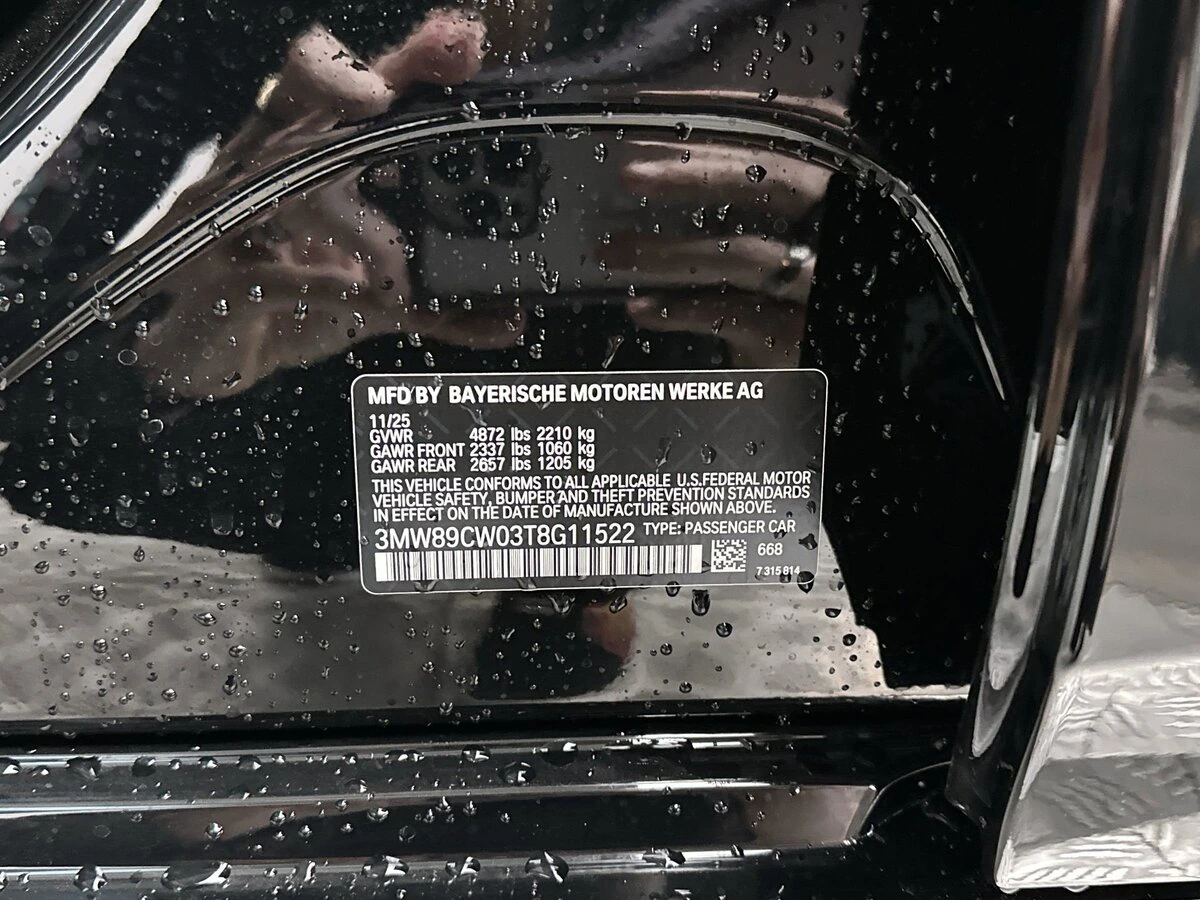 MFD BY BAYERISCHE MOTOREN WERKE AG
11/25
GVWR 4872 lbs 2210 kg
GAWR FRONT 2337 lbs 1060 kg
GAWR REAR 2657 lbs 1205 kg
THIS VEHICLE CONFORMS TO ALL APPLICABLE U.S.FEDERAL MOTOR
VEHICLE SAFETY, BUMPER AND THEFT PREVENTION STANDARDS
IN EFFECT ON THE DATE OF MANUFACTURE SHOWN ABOVE.
3MW89CW03T8G11522 TYPE: PASSENGER CAR
668
7 315 814